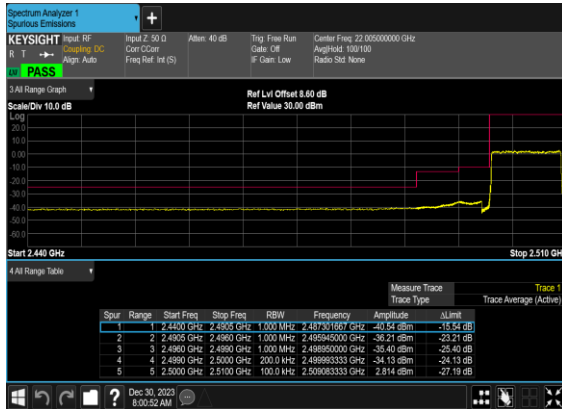 Spectrum Analyzer 1
Spurious Emissions
KEYSIGHT
R T
LU PASS
Input: RF
Coupling: DC
Align: Auto
Input Z: 50 Ω
Corr CCorr
Freq Ref: Int (S)
Atten: 40 dB
Trig: Free Run
Gate: Off
IF Gain: Low
Center Freq: 22.005000000 GHz
Avg|Hold: 100/100
Radio Std: None
3 All Range Graph
Scale/Div 10.0 dB
Ref Lvl Offset 8.60 dB
Ref Value 30.00 dBm
Log
20.0
10.0
0.00
-10.0
-20.0
-30.0
-40.0
-50.0
-60.0
Start 2.440 GHz
Stop 2.510 GH
4 All Range Table
Measure Trace Trace 1
Trace Type Trace Average (Active)
Spur Range Start Freq Stop Freq RBW Frequency Amplitude ΔLimit
1 1 2.4400 GHz 2.4905 GHz 1.000 MHz 2.487301667 GHz -40.54 dBm -15.54 dB
2 2 2.4905 GHz 2.4960 GHz 1.000 MHz 2.495945000 GHz -36.21 dBm -23.21 dB
3 3 2.4960 GHz 2.4990 GHz 1.000 MHz 2.498950000 GHz -35.40 dBm -25.40 dB
4 4 2.4990 GHz 2.5000 GHz 200.0 kHz 2.499993333 GHz -34.13 dBm -24.13 dB
5 5 2.5000 GHz 2.5100 GHz 100.0 kHz 2.509083333 GHz 2.814 dBm -27.19 dB
Dec 30, 2023
8:00:52 AM